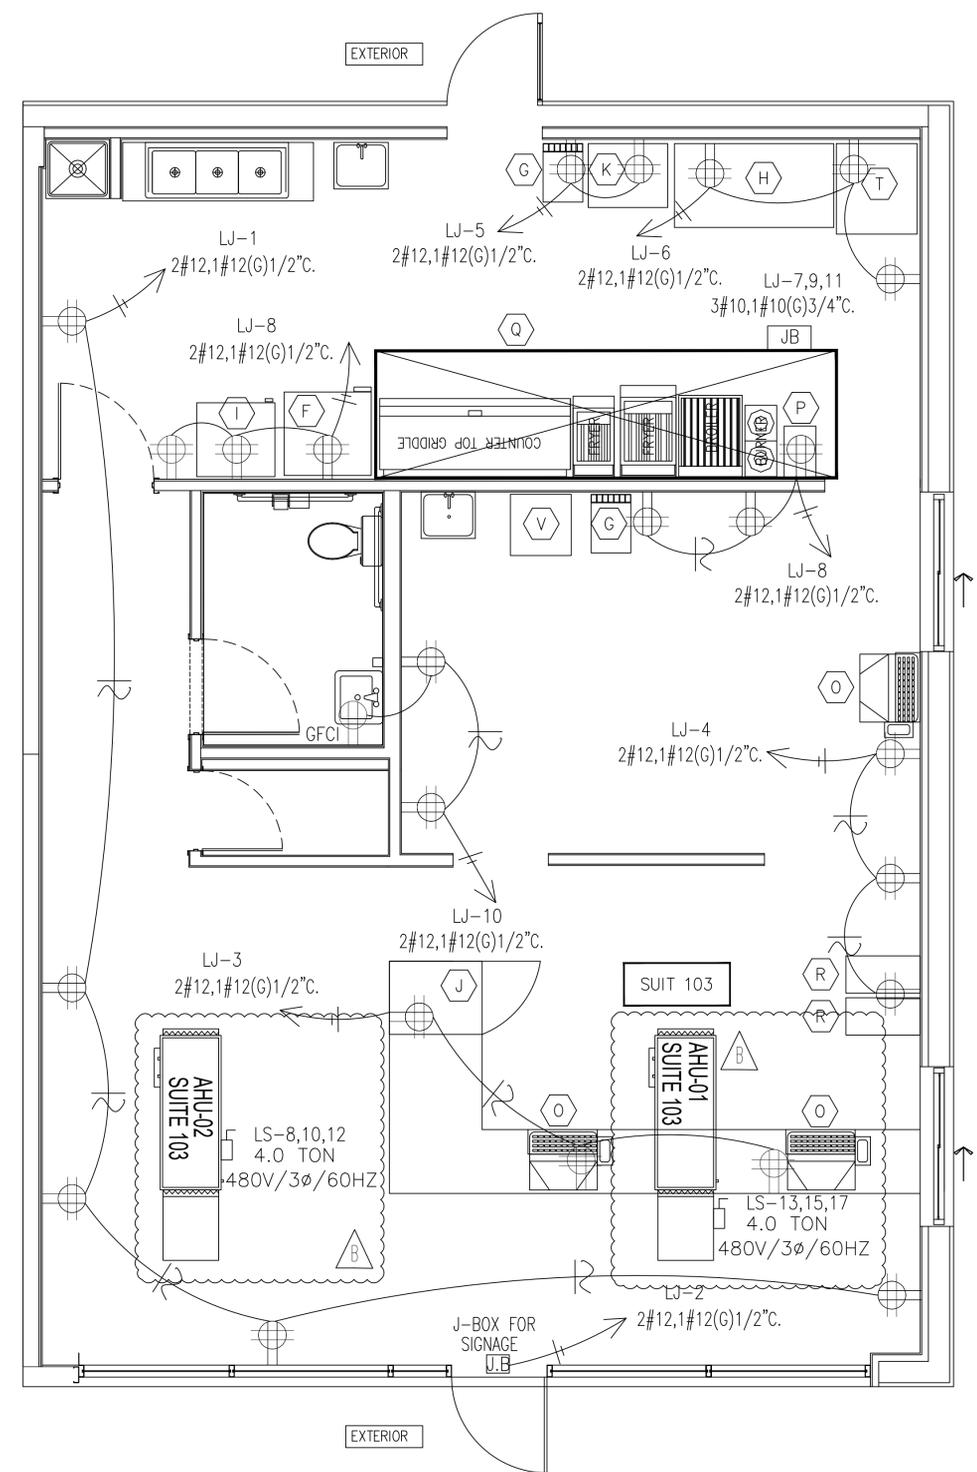 EXTERIOR
G
K
H
T
LJ-5
2#12,1#12(G)1/2"C.
LJ-6
2#12,1#12(G)1/2"C.
LJ-1
2#12,1#12(G)1/2"C.
LJ-7,9,11
3#10,1#10(G)3/4"C.
JB
Q
LJ-8
2#12,1#12(G)1/2"C.
I
F
P
COUNTER TOP GRIDDLE
FRYER
FRYER
BROILER
BURNER
V
G
LJ-8
2#12,1#12(G)1/2"C.
O
GFCI
LJ-4
2#12,1#12(G)1/2"C.
LJ-10
2#12,1#12(G)1/2"C.
LJ-3
2#12,1#12(G)1/2"C.
J
SUIT 103
R
R
AHU-02
SUITE 103
AHU-01
SUITE 103
B
O
O
LS-8,10,12
4.0 TON
480V/3ø/60HZ
LS-13,15,17
4.0 TON
480V/3ø/60HZ
B
LJ-2
2#12,1#12(G)1/2"C.
J-BOX FOR
SIGNAGE
J.B
EXTERIOR